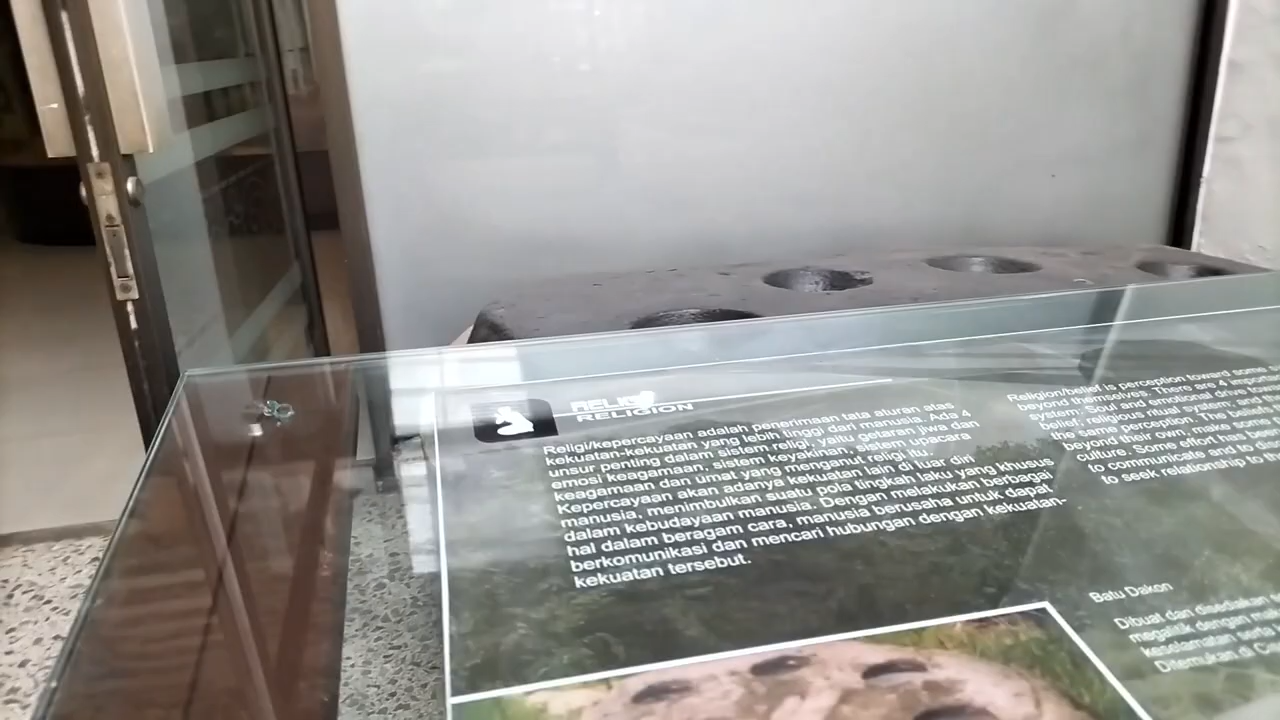 RELIGI
RELIGION
Religi/kepercayaan adalah penerimaan tata aturan atas
kekuatan-kekuatan yang lebih tinggi dari manusia. Ada 4
unsur penting dalam sistem religi, yaitu getaran jiwa dan
emosi keagamaan, sistem keyakinan, sistem upacara
keagamaan dan umat yang menganut religi itu.
Kepercayaan akan adanya kekuatan lain di luar diri
manusia, menimbulkan suatu pola tingkah laku yang khusus
dalam kebudayaan manusia. Dengan melakukan berbagai
hal dalam beragam cara, manusia berusaha untuk dapat
berkomunikasi dan mencari hubungan dengan kekuatan-
kekuatan tersebut.
Religion/belief is perception toward some
beyond themselves. There are 4
system. Soul and emotional drive
belief, religious ritual system, and
the same perception. The beliefs
beyond their own, make some
culture. Some effort has been
to communicate and to
to seek relationship to
Batu Dakon
Dibuat dan
megalitik dengan
keselamatan serta
Ditemukan di